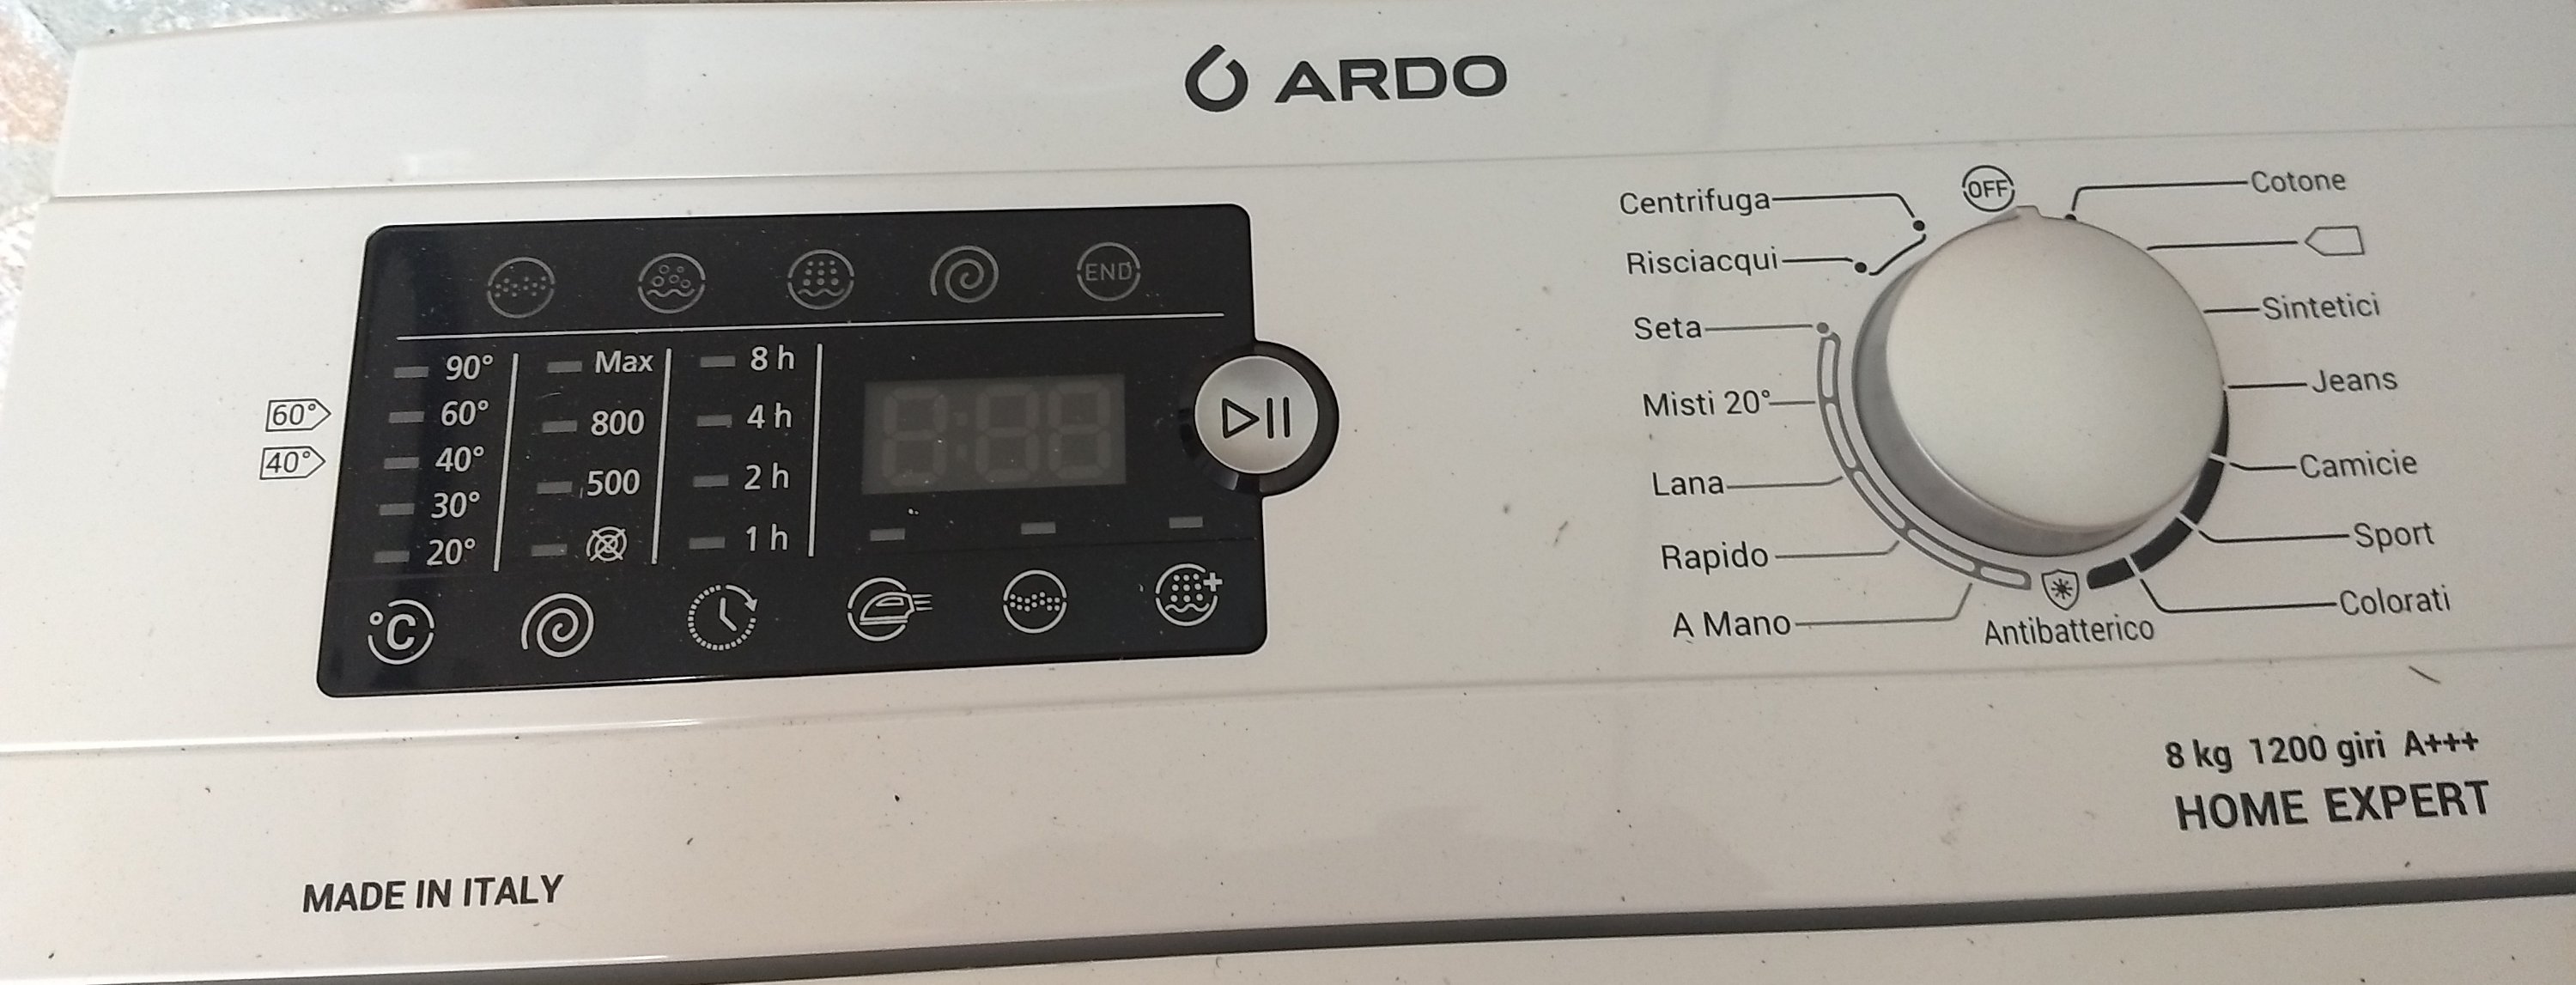 ARDO
END
90°
60°
40°
30°
20°
60°
40°
Max
800
500
8 h
4 h
2 h
1 h
°C
OFF
Centrifuga
Risciacqui
Seta
Misti 20°
Lana
Rapido
A Mano
Antibatterico
Cotone
Sintetici
Jeans
Camicie
Sport
Colorati
8 kg 1200 giri A+++
HOME EXPERT
MADE IN ITALY